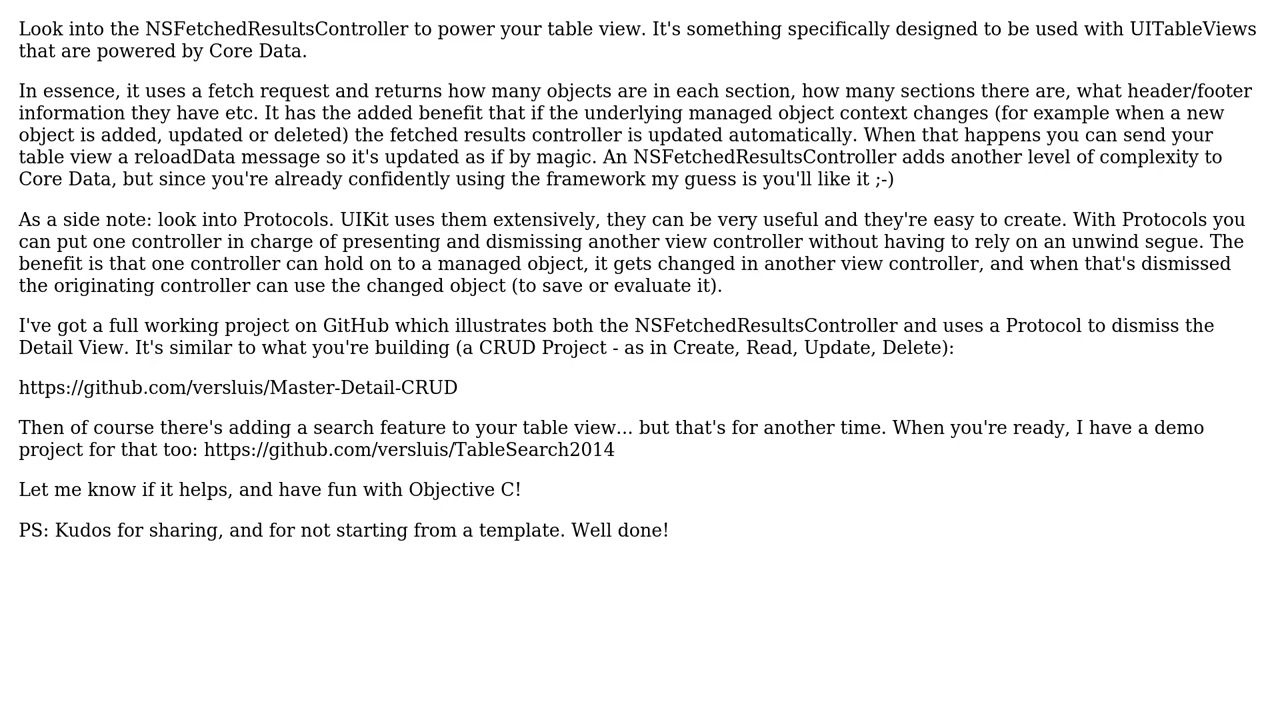 Look into the NSFetchedResultsController to power your table view. It's something specifically designed to be used with UITableViews
that are powered by Core Data.
In essence, it uses a fetch request and returns how many objects are in each section, how many sections there are, what header/footer
information they have etc. It has the added benefit that if the underlying managed object context changes (for example when a new
object is added, updated or deleted) the fetched results controller is updated automatically. When that happens you can send your
table view a reloadData message so it's updated as if by magic. An NSFetchedResultsController adds another level of complexity to
Core Data, but since you're already confidently using the framework my guess is you'll like it ;-)
As a side note: look into Protocols. UIKit uses them extensively, they can be very useful and they're easy to create. With Protocols you
can put one controller in charge of presenting and dismissing another view controller without having to rely on an unwind segue. The
benefit is that one controller can hold on to a managed object, it gets changed in another view controller, and when that's dismissed
the originating controller can use the changed object (to save or evaluate it).
I've got a full working project on GitHub which illustrates both the NSFetchedResultsController and uses a Protocol to dismiss the
Detail View. It's similar to what you're building (a CRUD Project - as in Create, Read, Update, Delete):
https://github.com/versluis/Master-Detail-CRUD
Then of course there's adding a search feature to your table view... but that's for another time. When you're ready, I have a demo
project for that too: https://github.com/versluis/TableSearch2014
Let me know if it helps, and have fun with Objective C!
PS: Kudos for sharing, and for not starting from a template. Well done!